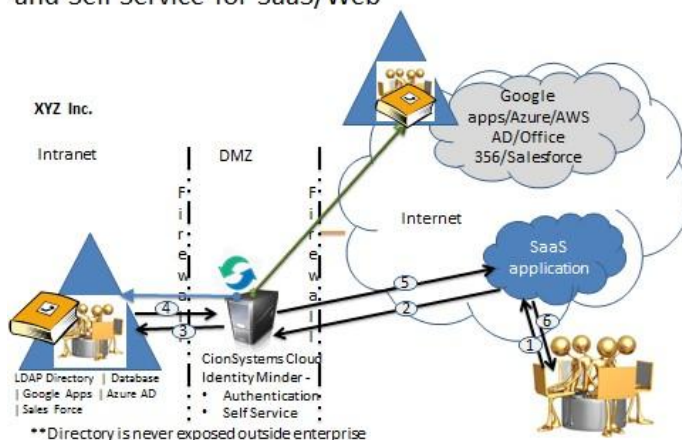 and Self Service for SaaS/Web
XYZ Inc.
Intranet
DMZ
Firewall
Firewall
Google
apps/Azure/AWS
AD/Office
356/Salesforce
Internet
SaaS
application
5
2
4
3
1
6
CionSystems Cloud
Identity Minder -
• Authentication
• Self Service
LDAP Directory | Database
| Google Apps | Azure AD
| Sales Force
**Directory is never exposed outside enterprise